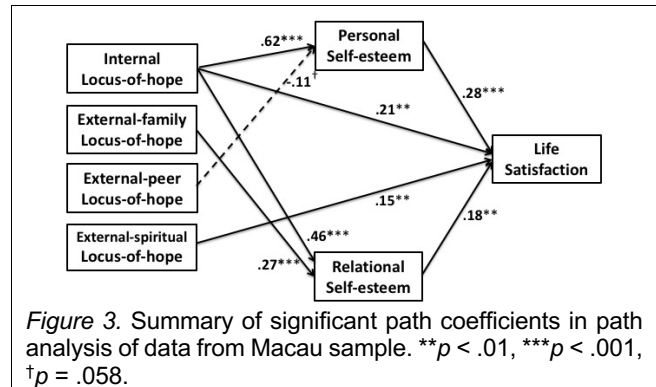 Internal
Locus-of-hope
External-family
Locus-of-hope
External-peer
Locus-of-hope
External-spiritual
Locus-of-hope
Personal
Self-esteem
Relational
Self-esteem
Life
Satisfaction
.62***
-.11†
.21**
.28***
.15**
.46***
.27***
.18**
Figure 3. Summary of significant path coefficients in path
analysis of data from Macau sample. **p < .01, ***p < .001,
†p = .058.